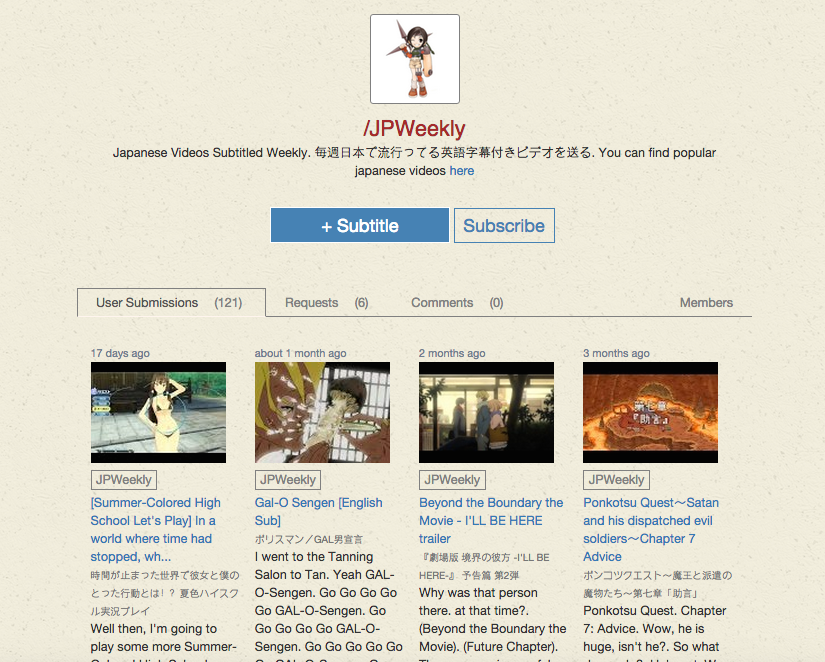 /JPWeekly
Japanese Videos Subtitled Weekly. 毎週日本で流行ってる英語字幕付きビデオを送る. You can find popular
japanese videos here
+ Subtitle
Subscribe
User Submissions (121)
Requests (6)
Comments (0)
Members
17 days ago
JPWeekly
[Summer-Colored High
School Let's Play] In a
world where time had
stopped, wh...
時間が止まった世界で彼女と僕の
とった行動とは!? 夏色ハイスク
ル実況プレイ
Well then, I'm going to
play some more Summer-
Colored High School
about 1 month ago
JPWeekly
Gal-O Sengen [English
Sub]
ポリスマン/GAL男宣言
I went to the Tanning
Salon to Tan. Yeah GAL-
O-Sengen. Go Go Go Go
Go GAL-O-Sengen. Go
Go Go Go Go GAL-O-
Sengen. Go Go Go Go Go
2 months ago
JPWeekly
Beyond the Boundary the
Movie - I'LL BE HERE
trailer
『劇場版 境界の彼方 -I'LL BE
HERE-』 予告篇 第2弾
Why was that person
there. at that time?.
(Beyond the Boundary the
Movie). (Future Chapter).
3 months ago
第七章
『助言』
JPWeekly
Ponkotsu Quest〜Satan
and his dispatched evil
soldiers〜Chapter 7
Advice
ポンコツクエスト〜魔王と派遣の
魔物たち〜第七章「助言」
Ponkotsu Quest. Chapter
7: Advice. Wow, he is
huge, isn't he?. So what